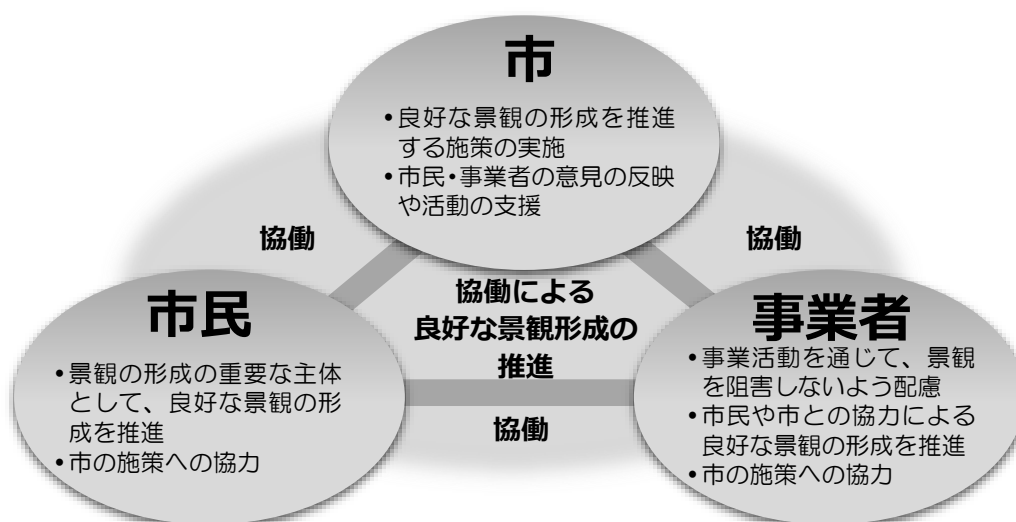 市
•良好な景観の形成を推進
する施策の実施
•市民・事業者の意見の反映
や活動の支援
協働
協働
協働による
良好な景観形成の
推進
市民
•景観の形成の重要な主体
として、良好な景観の形
成を推進
•市の施策への協力
事業者
•事業活動を通じて、景観
を阻害しないよう配慮
•市民や市との協力による
良好な景観の形成を推進
•市の施策への協力
協働